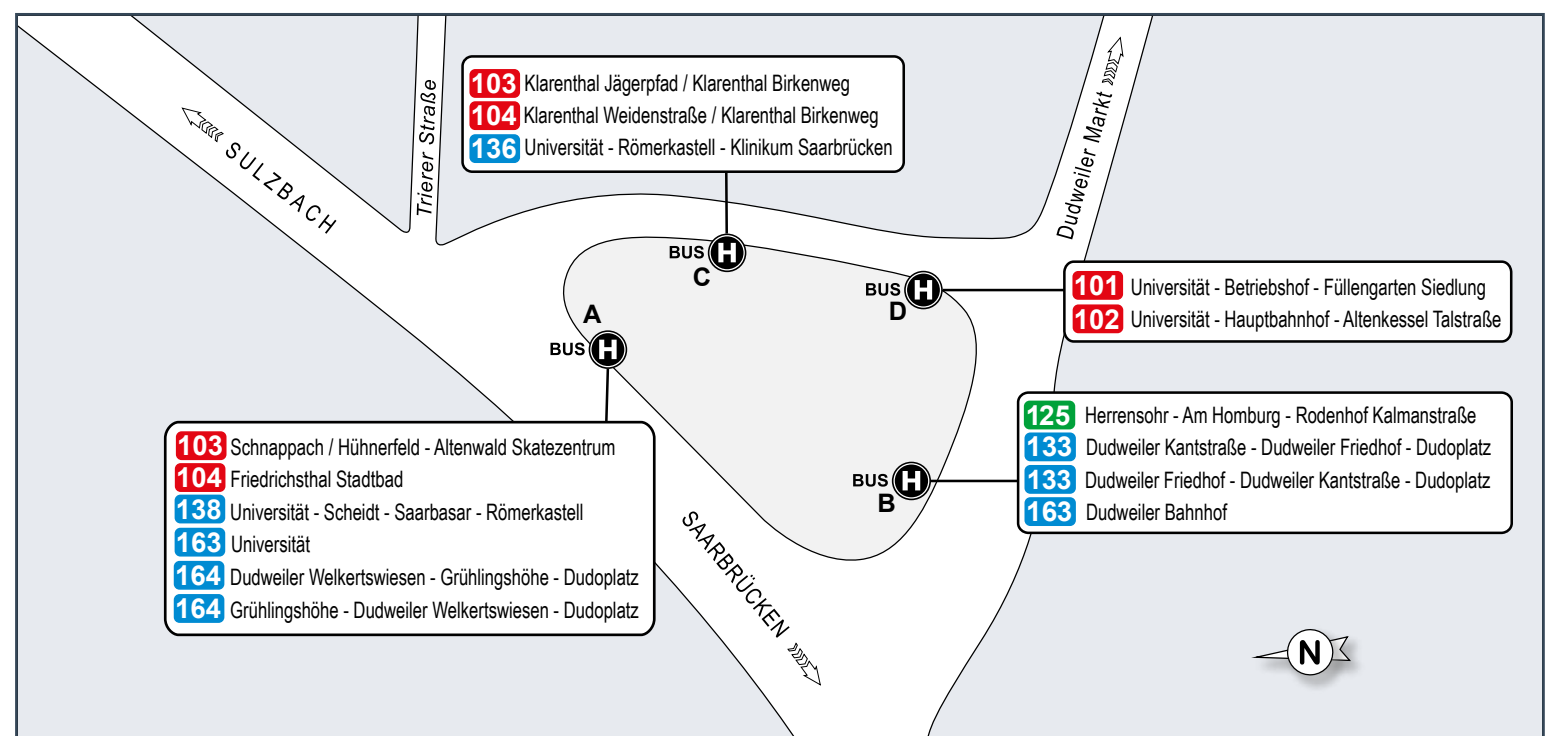 103 Klarenthal Jägerpfad / Klarenthal Birkenweg
104 Klarenthal Weidenstraße / Klarenthal Birkenweg
136 Universität - Römerkastell - Klinikum Saarbrücken
Trierer Straße
SULZBACH
Dudweiler Markt
BUS H
C
BUS H
D
101 Universität - Betriebshof - Füllengarten Siedlung
102 Universität - Hauptbahnhof - Altenkessel Talstraße
A
BUS H
125 Herrensohr - Am Homburg - Rodenhof Kalmanstraße
133 Dudweiler Kantstraße - Dudweiler Friedhof - Dudoplatz
133 Dudweiler Friedhof - Dudweiler Kantstraße - Dudoplatz
163 Dudweiler Bahnhof
BUS H
B
103 Schnappach / Hühnerfeld - Altenwald Skatezentrum
104 Friedrichsthal Stadtbad
138 Universität - Scheidt - Saarbasar - Römerkastell
163 Universität
164 Dudweiler Welkertswiesen - Grühlingshöhe - Dudoplatz
164 Grühlingshöhe - Dudweiler Welkertswiesen - Dudoplatz
SAARBRÜCKEN
N